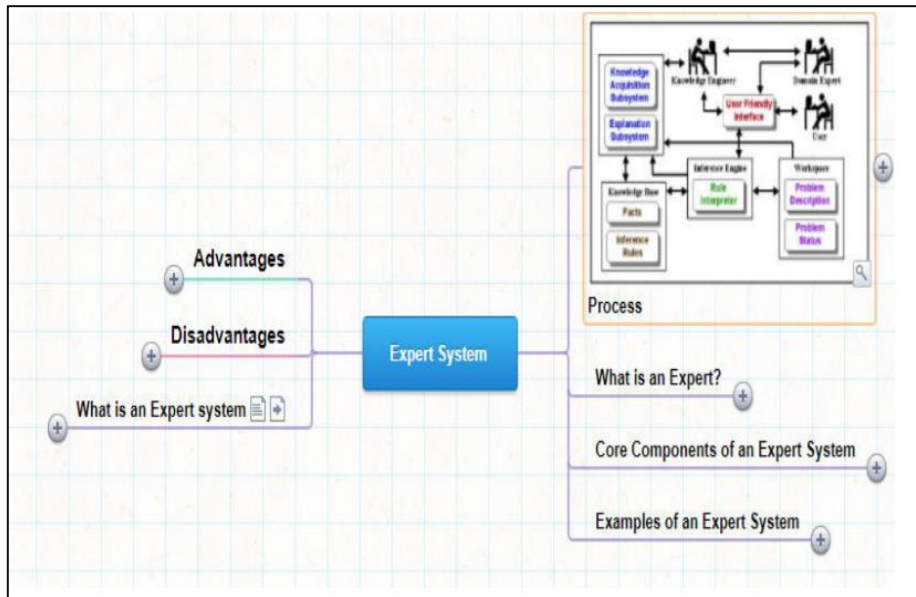 Knowledge
Acquisition
Subsystem
Explanation
Subsystem
Knowledge Engineer
Domain Expert
User Friendly
Interface
User
Inference Engine
Rule
Interpreter
Workspace
Problem
Description
Problem
Status
Knowledge Base
Facts
Inference
Rules
Process
Advantages
Disadvantages
What is an Expert system
Expert System
What is an Expert?
Core Components of an Expert System
Examples of an Expert System